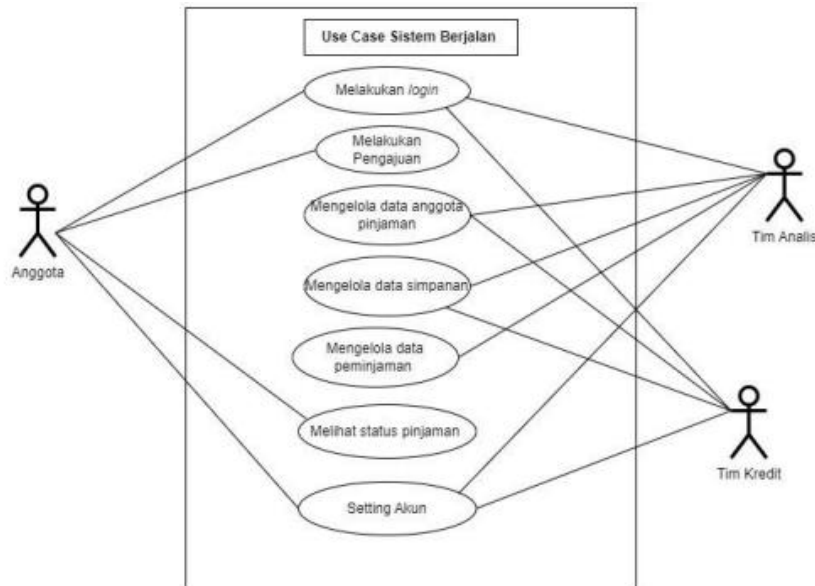 Use Case Sistem Berjalan
Melakukan login
Melakukan
Pengajuan
Mengelola data anggota
pinjaman
Mengelola data simpanan
Mengelola data
peminjaman
Melihat status pinjaman
Setting Akun
Anggota
Tim Analis
Tim Kredit